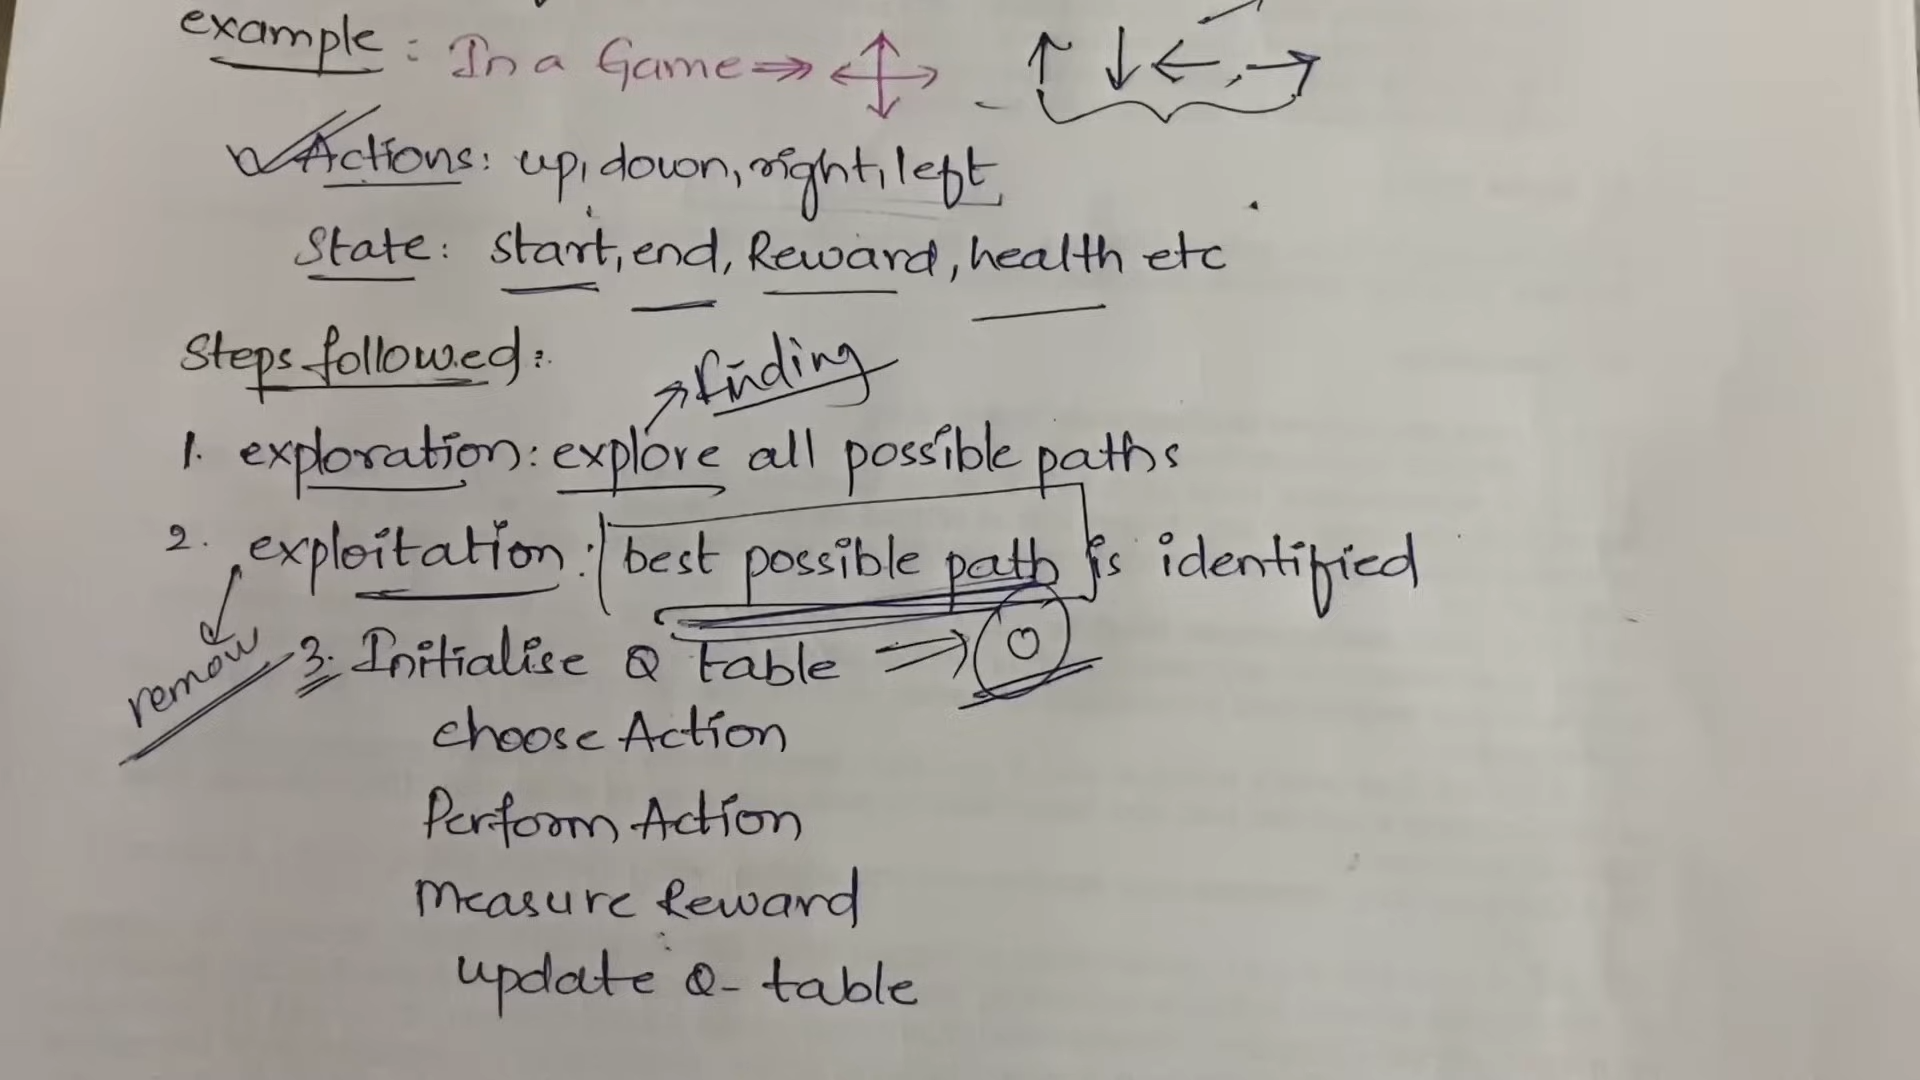 example : In a Game ⇒ ↑ ↓ ← , →
Actions: up, down, right, left
State: start, end, Reward, health etc
Steps followed:
finding
1. exploration: explore all possible paths
2. exploitation: best possible path is identified
remow
3. Initialise Q table ⇒ 0
choose Action
Perform Action
Measure Reward
update Q-table